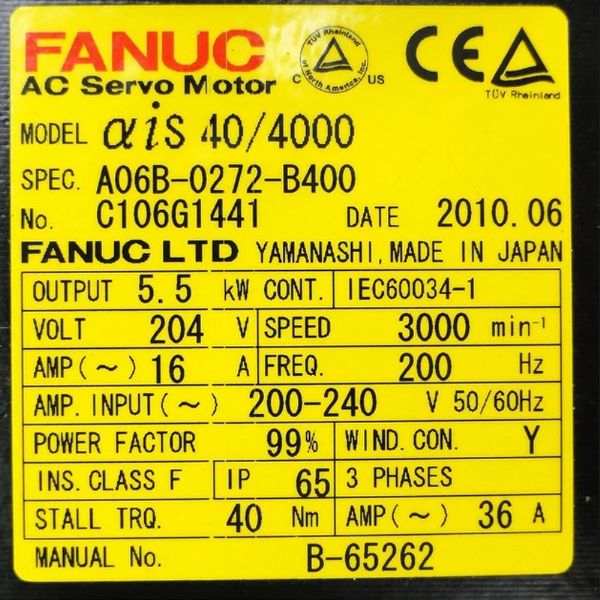 FANUC
AC Servo Motor
TÜV Rheinland
of North America, Inc.
C US
CE
TÜV Rheinland
MODEL αiS 40/4000
SPEC. A06B-0272-B400
No. C106G1441 DATE 2010.06
FANUC LTD YAMANASHI, MADE IN JAPAN
OUTPUT 5.5 kW CONT. IEC60034-1
VOLT 204 V SPEED 3000 min-1
AMP(~) 16 A FREQ. 200 Hz
AMP. INPUT(~) 200-240 V 50/60Hz
POWER FACTOR 99% WIND. CON. Y
INS. CLASS F IP 65 3 PHASES
STALL TRQ. 40 Nm AMP(~) 36 A
MANUAL No. B-65262